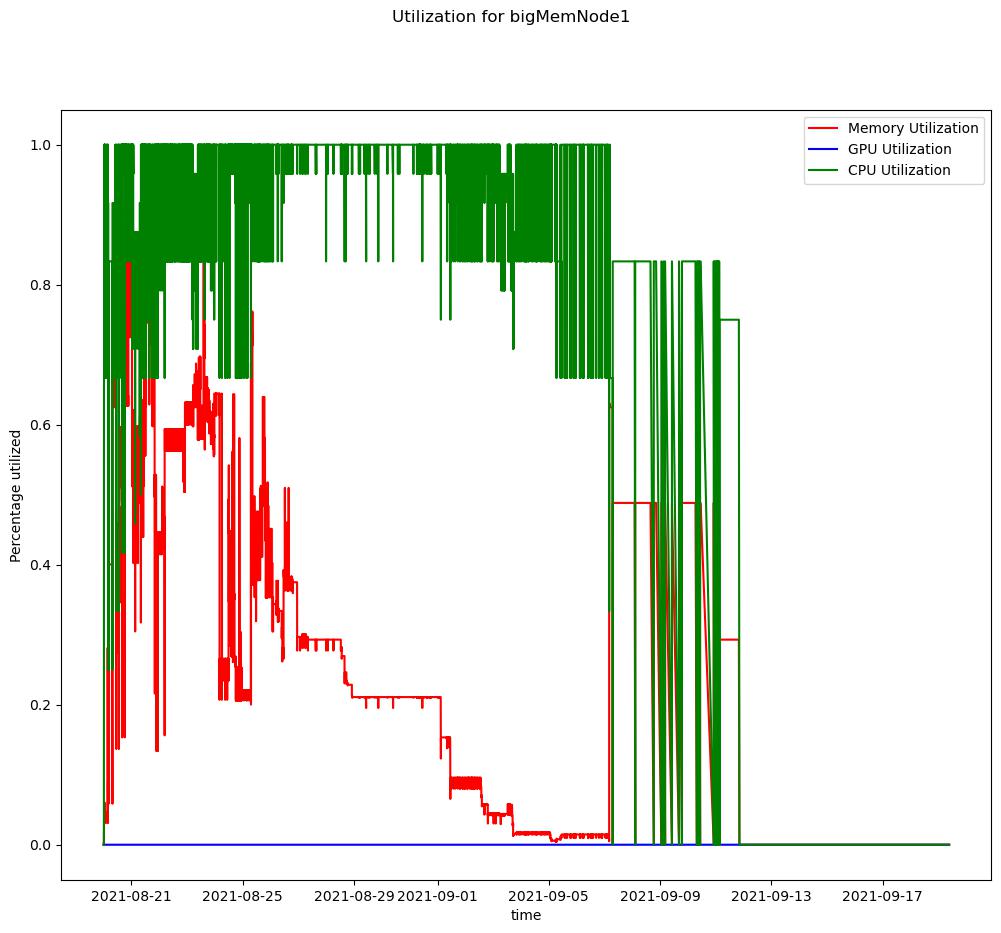 Utilization for bigMemNode1
Memory Utilization
GPU Utilization
CPU Utilization
1.0
0.8
0.6
0.4
0.2
0.0
Percentage utilized
2021-08-21 2021-08-25 2021-08-29 2021-09-01 2021-09-05 2021-09-09 2021-09-13 2021-09-17
time